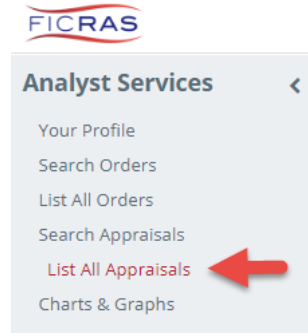 FICRAS
Analyst Services
Your Profile
Search Orders
List All Orders
Search Appraisals
List All Appraisals
Charts & Graphs